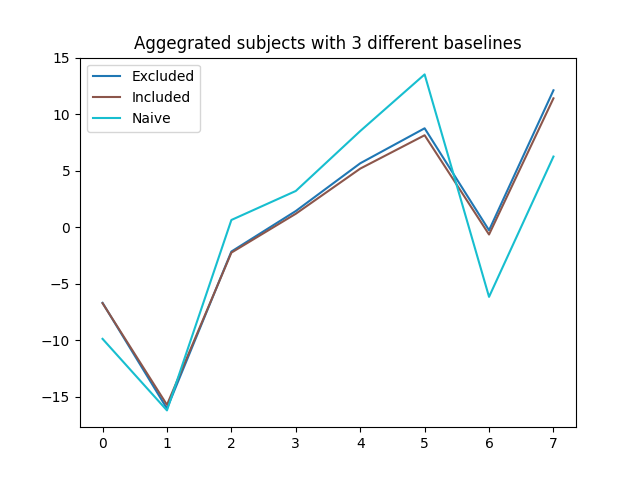 Aggegrated subjects with 3 different baselines
Excluded
Included
Naive
15
10
5
0
−5
−10
−15
0 1 2 3 4 5 6 7